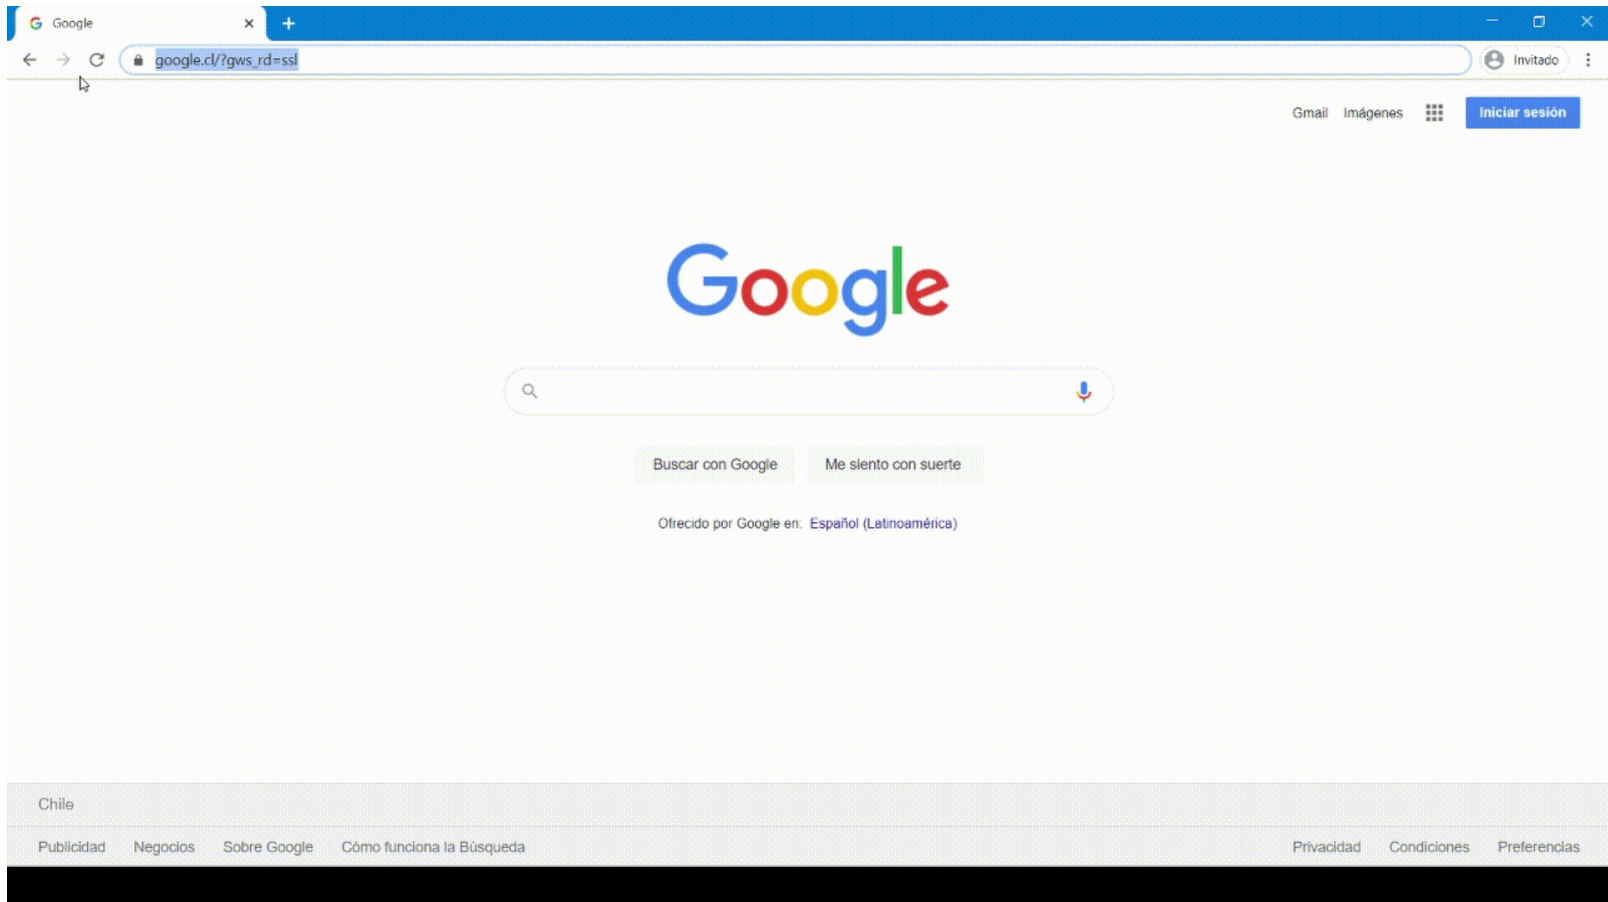 Google
google.cl/?gws_rd=ssl
Invitado
Gmail Imágenes Iniciar sesión
Google
Buscar con Google Me siento con suerte
Ofrecido por Google en: Español (Latinoamérica)
Chile
Publicidad Negocios Sobre Google Cómo funciona la Búsqueda Privacidad Condiciones Preferencias